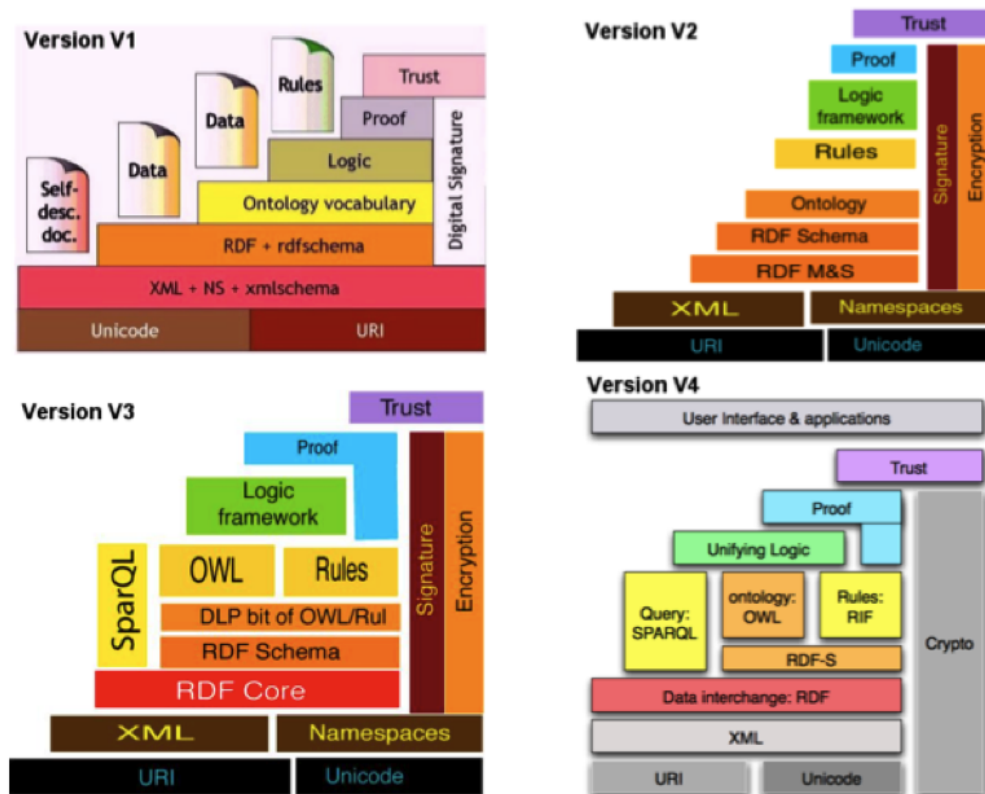 Version V1
Rules
Trust
Data
Proof
Data
Logic
Self-
desc.
doc.
Ontology vocabulary
Digital Signature
RDF + rdfschema
XML + NS + xmlschema
Unicode
URI
Version V2
Trust
Proof
Logic
framework
Rules
Ontology
RDF Schema
RDF M&S
Signature
Encryption
XML
Namespaces
URI
Unicode
Version V3
Trust
Proof
Logic
framework
SparQL
OWL
Rules
DLP bit of OWL/Rul
RDF Schema
RDF Core
Signature
Encryption
XML
Namespaces
URI
Unicode
Version V4
User Interface & applications
Trust
Proof
Unifying Logic
Query:
SPARQL
ontology:
OWL
Rules:
RIF
RDF-S
Crypto
Data interchange: RDF
XML
URI
Unicode